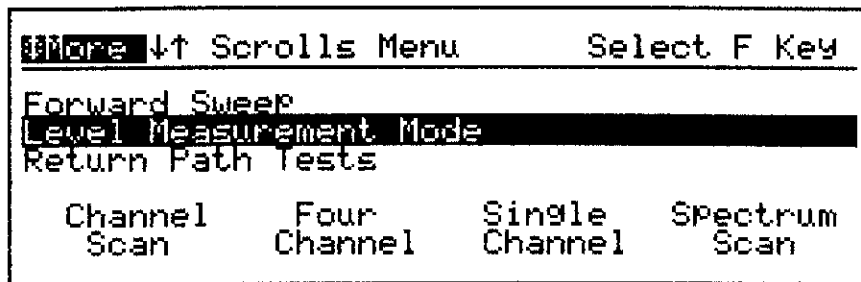 More ↓↑ Scrolls Menu Select F Key
Forward Sweep
Level Measurement Mode
Return Path Tests
Channel Scan
Four Channel
Single Channel
Spectrum Scan